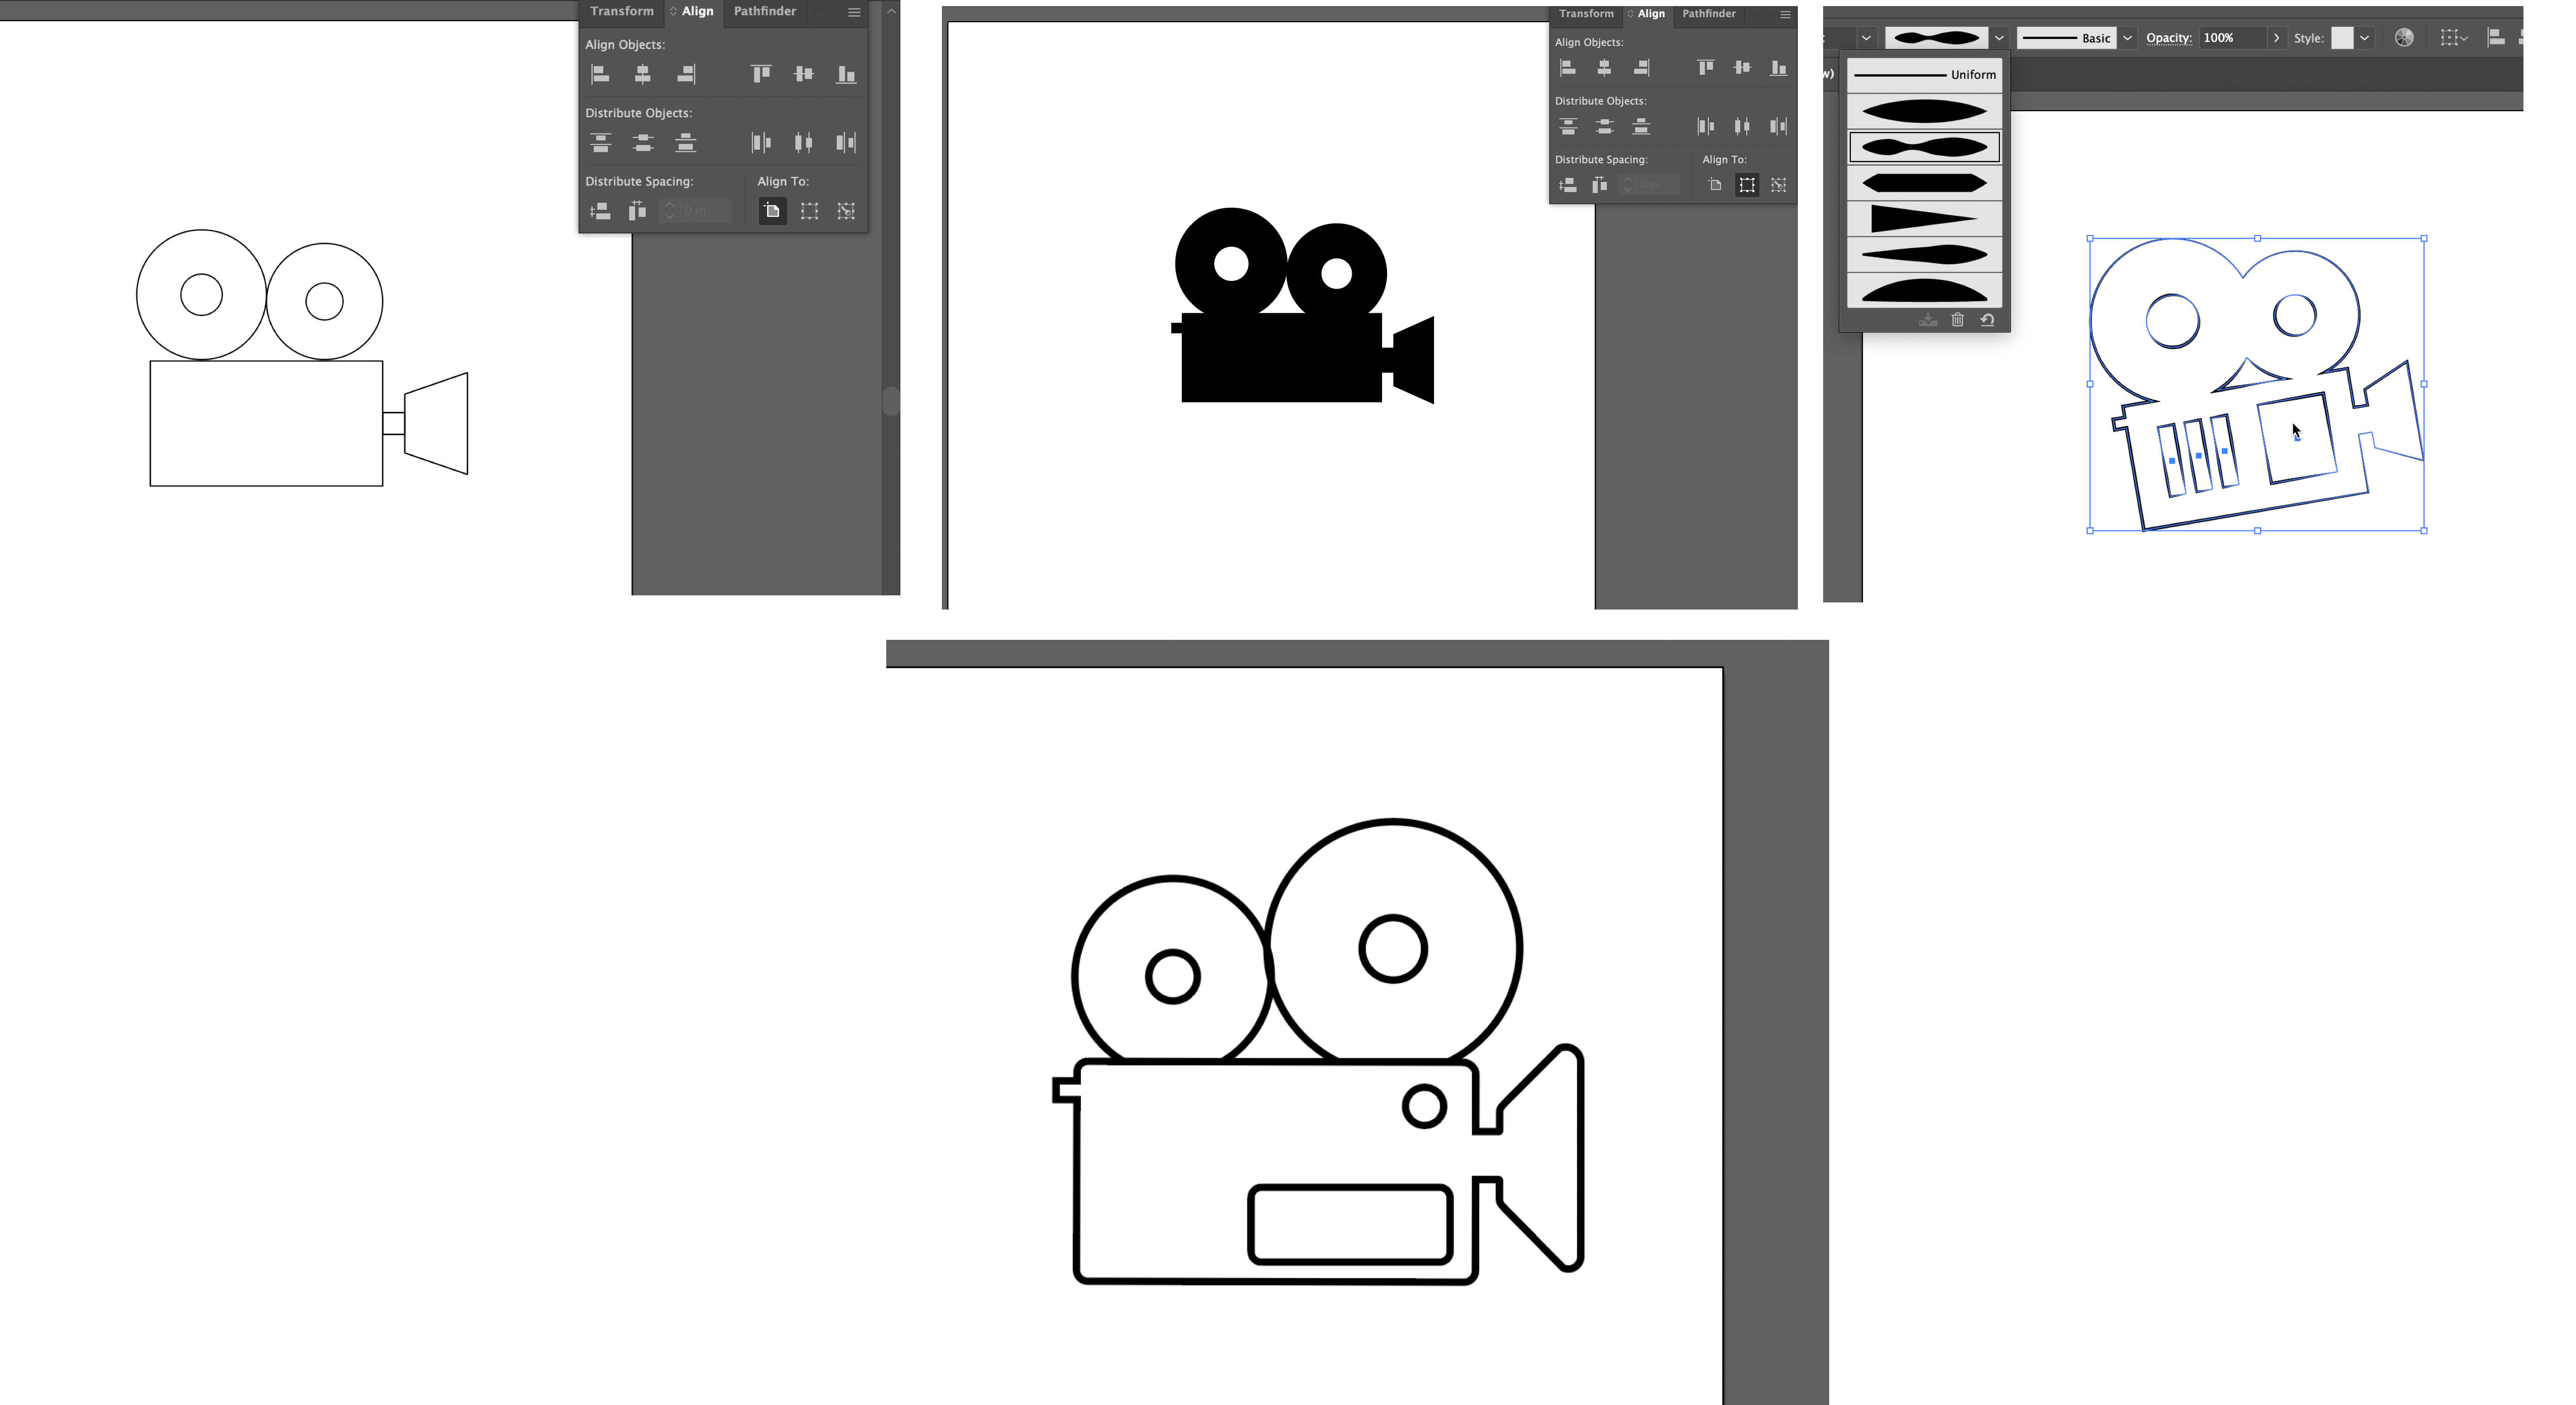 Transform Align Pathfinder
Align Objects:
Distribute Objects:
Distribute Spacing: Align To:
0 in
Transform Align Pathfinder
Align Objects:
Distribute Objects:
Distribute Spacing: Align To:
0 in
Basic Opacity: 100% Style:
w)
Uniform